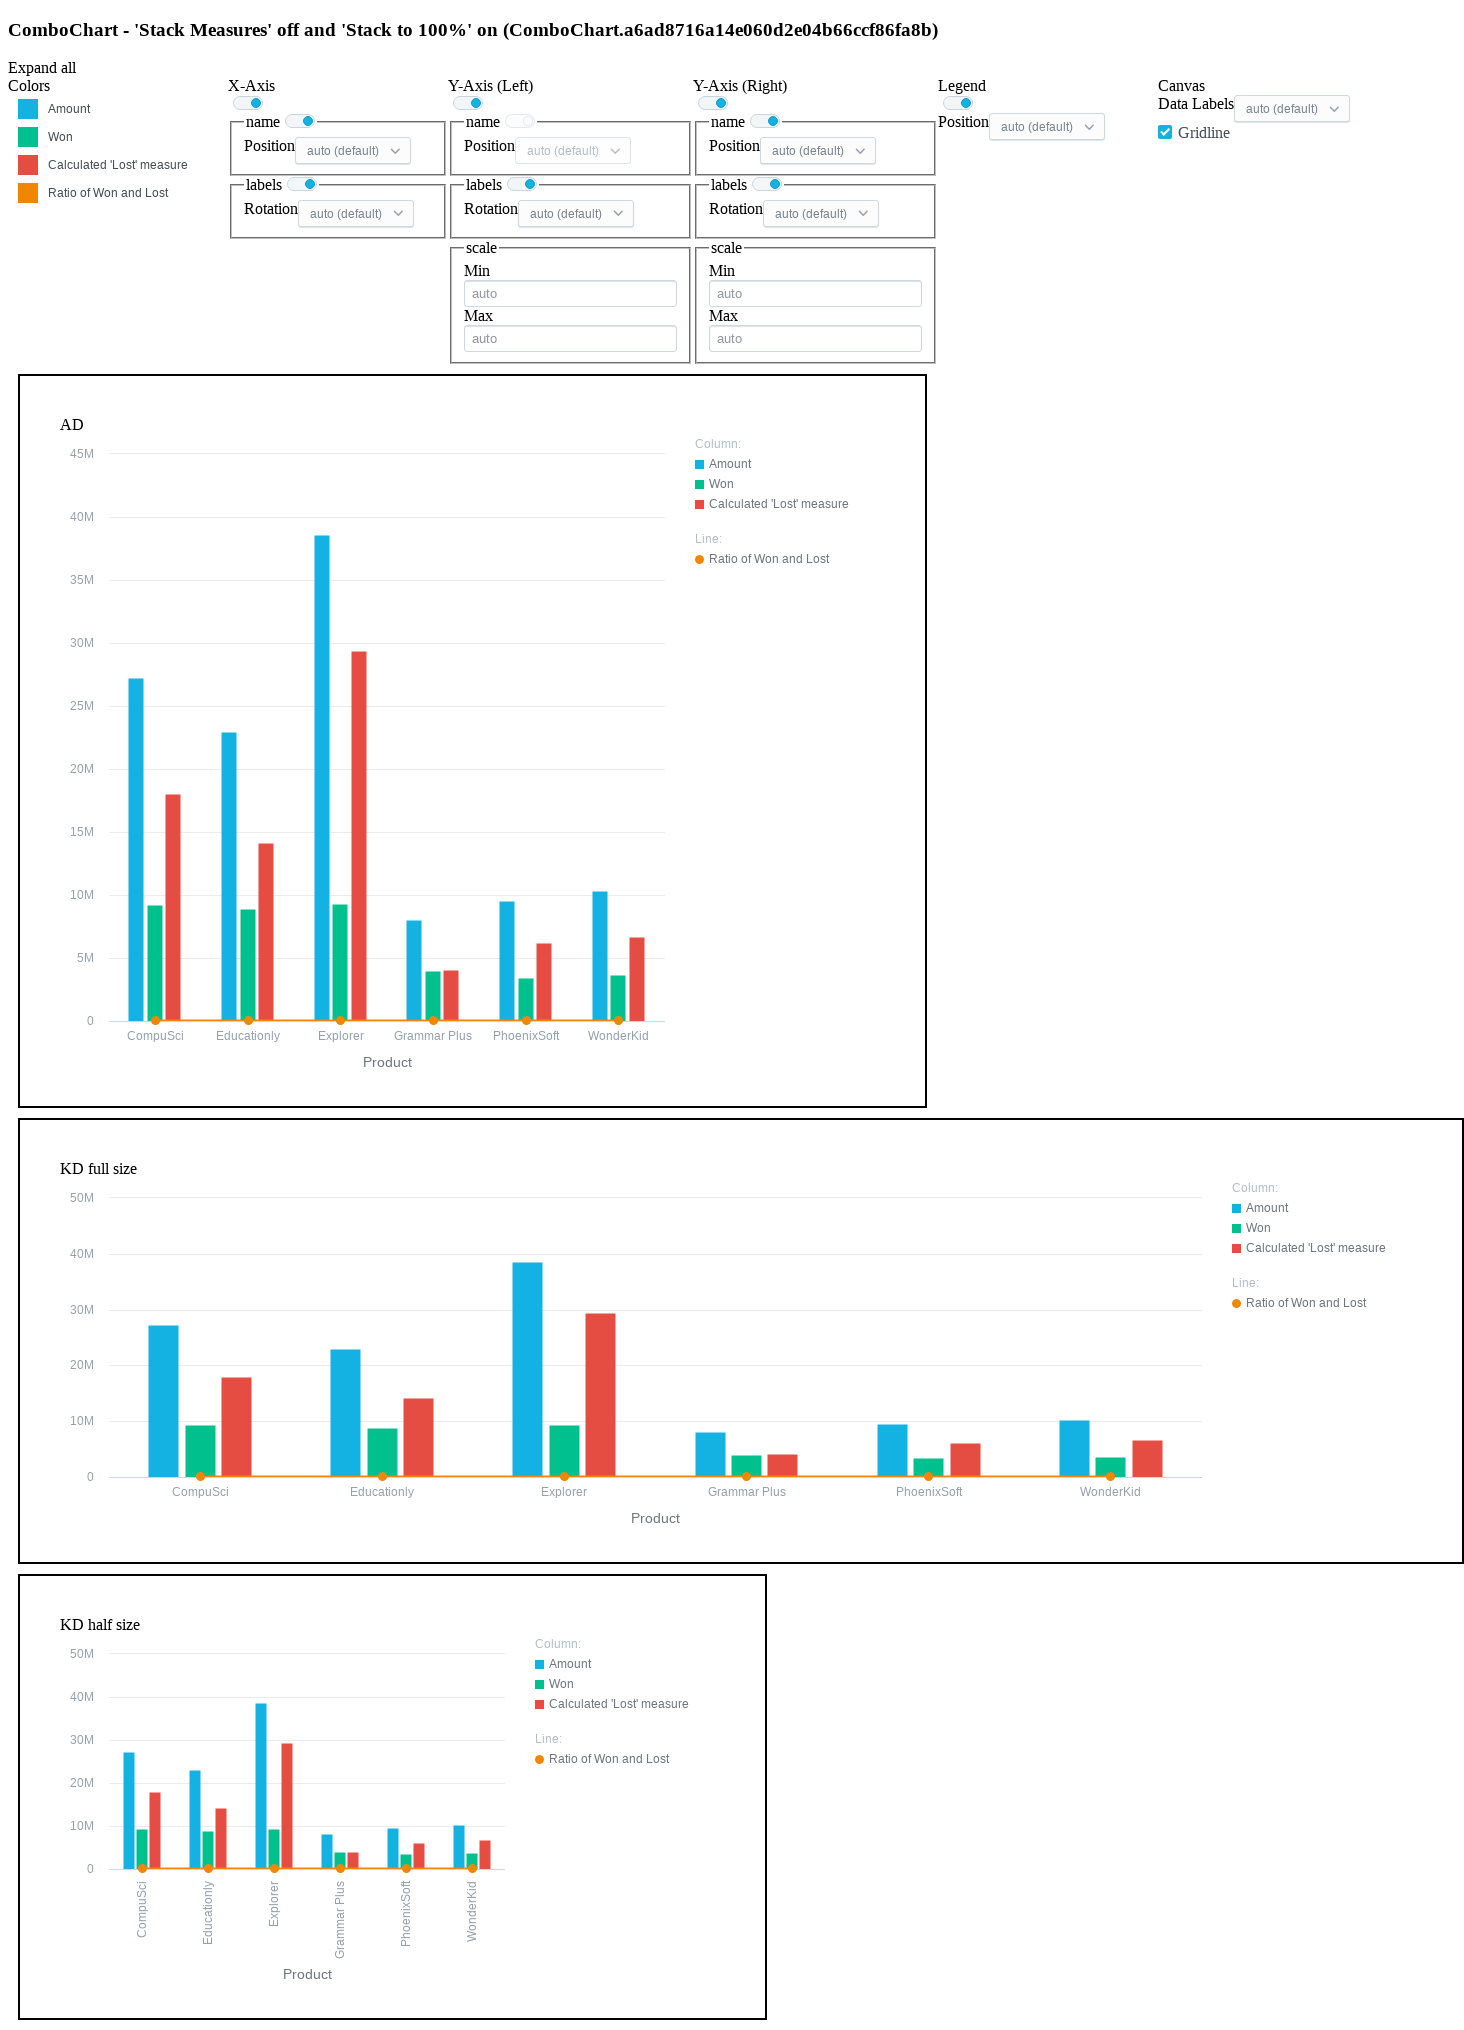 ComboChart - 'Stack Measures' off and 'Stack to 100%' on (ComboChart.a6ad8716a14e060d2e04b66ccf86fa8b)
Expand all
Colors
Amount
Won
Calculated 'Lost' measure
Ratio of Won and Lost
X-Axis
name
Position auto (default)
labels
Rotation auto (default)
Y-Axis (Left)
name
Position auto (default)
labels
Rotation auto (default)
scale
Min
auto
Max
auto
Y-Axis (Right)
name
Position auto (default)
labels
Rotation auto (default)
scale
Min
auto
Max
auto
Legend
Position auto (default)
Canvas
Data Labels auto (default)
Gridline
AD
45M
40M
35M
30M
25M
20M
15M
10M
5M
0
CompuSci Educationly Explorer Grammar Plus PhoenixSoft WonderKid
Product
Column:
Amount
Won
Calculated 'Lost' measure
Line:
Ratio of Won and Lost
KD full size
50M
40M
30M
20M
10M
0
CompuSci Educationly Explorer Grammar Plus PhoenixSoft WonderKid
Product
Column:
Amount
Won
Calculated 'Lost' measure
Line:
Ratio of Won and Lost
KD half size
50M
40M
30M
20M
10M
0
CompuSci
Educationly
Explorer
Grammar Plus
PhoenixSoft
WonderKid
Product
Column:
Amount
Won
Calculated 'Lost' measure
Line:
Ratio of Won and Lost